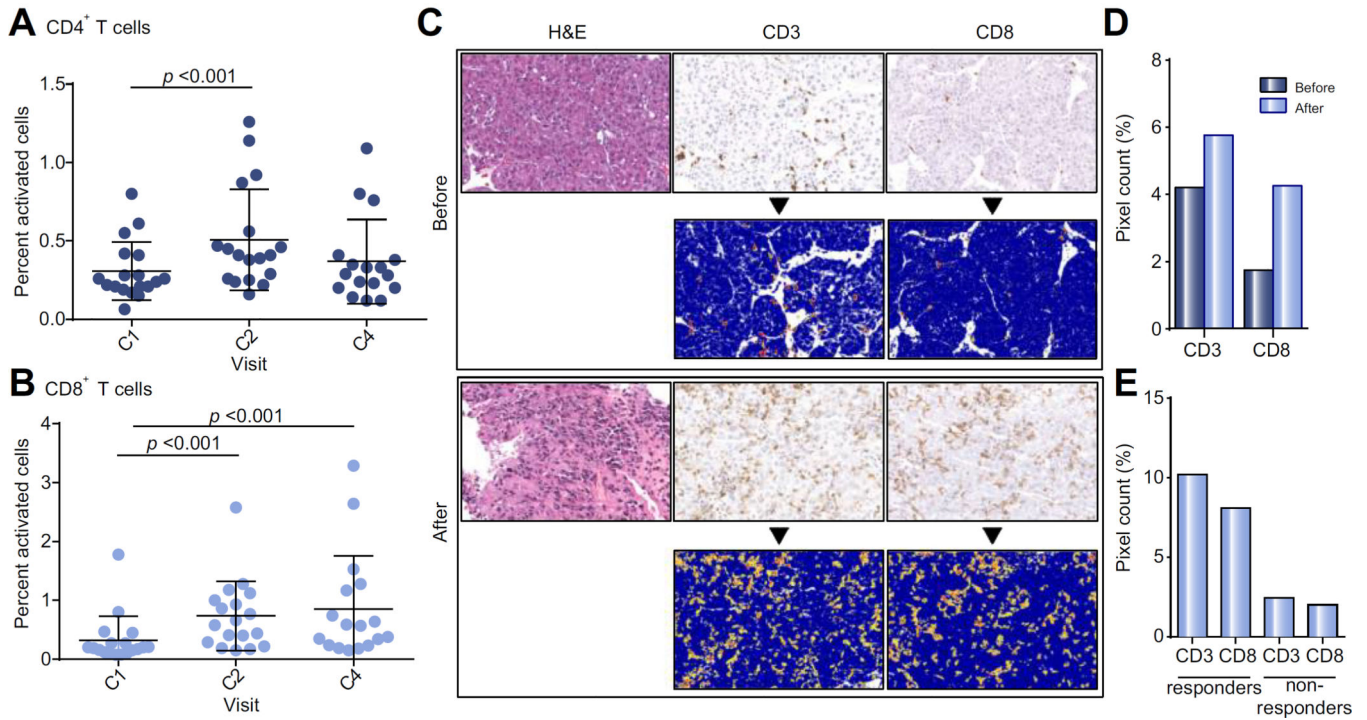 A CD4+ T cells
p <0.001
Percent activated cells
1.5
1.0
0.5
0.0
C1 C2 C4
Visit
B CD8+ T cells
p <0.001
p <0.001
Percent activated cells
4
3
2
1
0
C1 C2 C4
Visit
C
H&E CD3 CD8
Before
After
D
Pixel count (%)
8
6
4
2
0
Before
After
CD3 CD8
E
Pixel count (%)
15
10
5
0
CD3 CD8 CD3 CD8
responders non-
responders